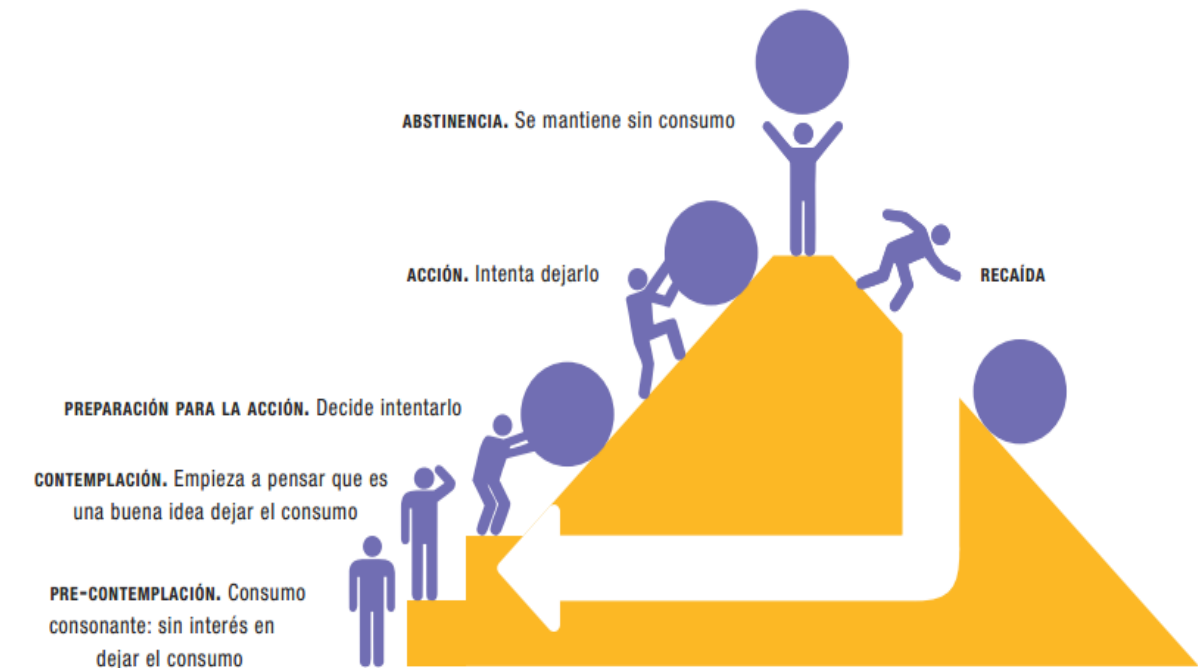 ABSTINENCIA. Se mantiene sin consumo
ACCIÓN. Intenta dejarlo
RECAÍDA
PREPARACIÓN PARA LA ACCIÓN. Decide intentarlo
CONTEMPLACIÓN. Empieza a pensar que es
una buena idea dejar el consumo
PRE-CONTEMPLACIÓN. Consumo
consonante: sin interés en
dejar el consumo